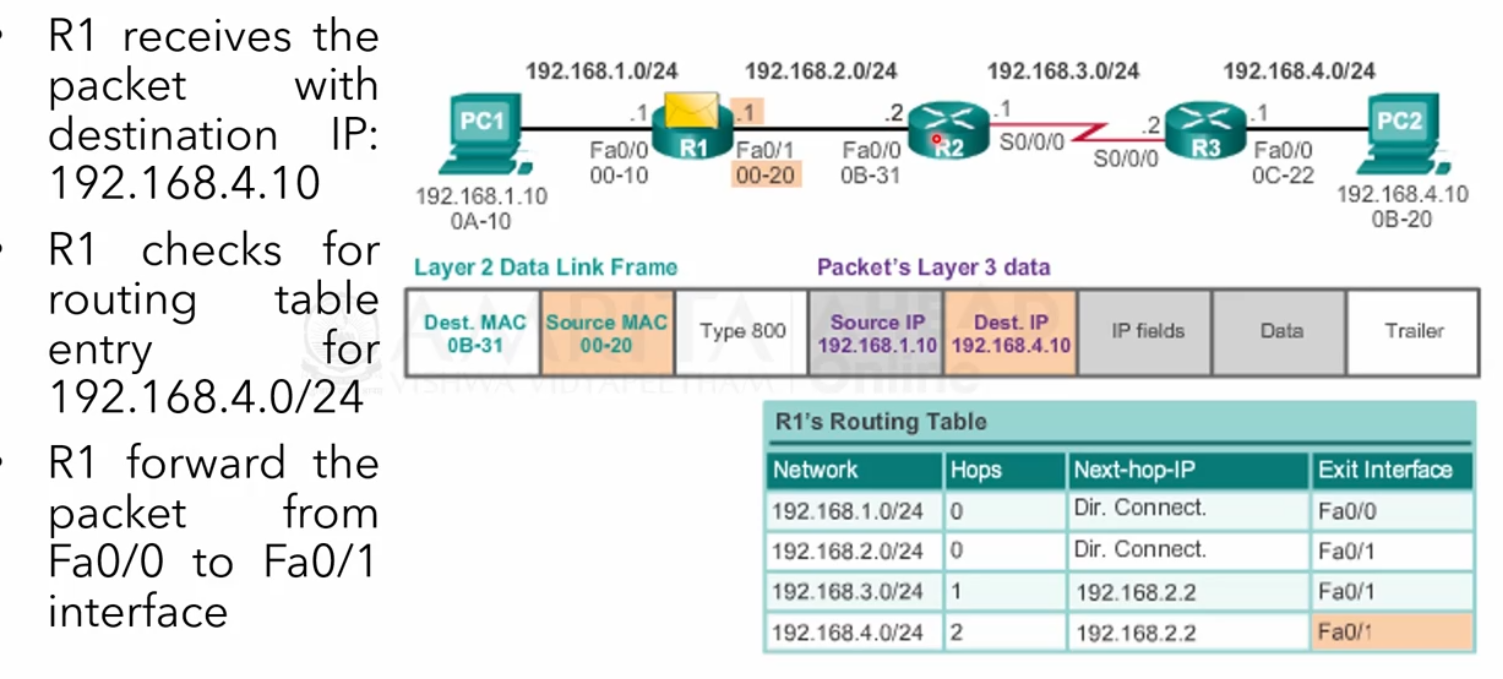 • R1 receives the
packet with
destination IP:
192.168.4.10
• R1 checks for
routing table
entry for
192.168.4.0/24
• R1 forward the
packet from
Fa0/0 to Fa0/1
interface
192.168.1.0/24 192.168.2.0/24 192.168.3.0/24 192.168.4.0/24
PC1 .1 R1 .1 .2 R2 .1 .2 R3 .1 PC2
Fa0/0 Fa0/1 Fa0/0 S0/0/0 S0/0/0 Fa0/0
00-10 00-20 0B-31 0C-22
192.168.1.10 192.168.4.10
0A-10 0B-20
Layer 2 Data Link Frame Packet's Layer 3 data
Dest. MAC Source MAC Type 800 Source IP Dest. IP IP fields Data Trailer
0B-31 00-20 192.168.1.10 192.168.4.10
AMRITA AHEAD
VISHWA VIDYAPEETHAM Online
R1's Routing Table
Network Hops Next-hop-IP Exit Interface
192.168.1.0/24 0 Dir. Connect. Fa0/0
192.168.2.0/24 0 Dir. Connect. Fa0/1
192.168.3.0/24 1 192.168.2.2 Fa0/1
192.168.4.0/24 2 192.168.2.2 Fa0/1